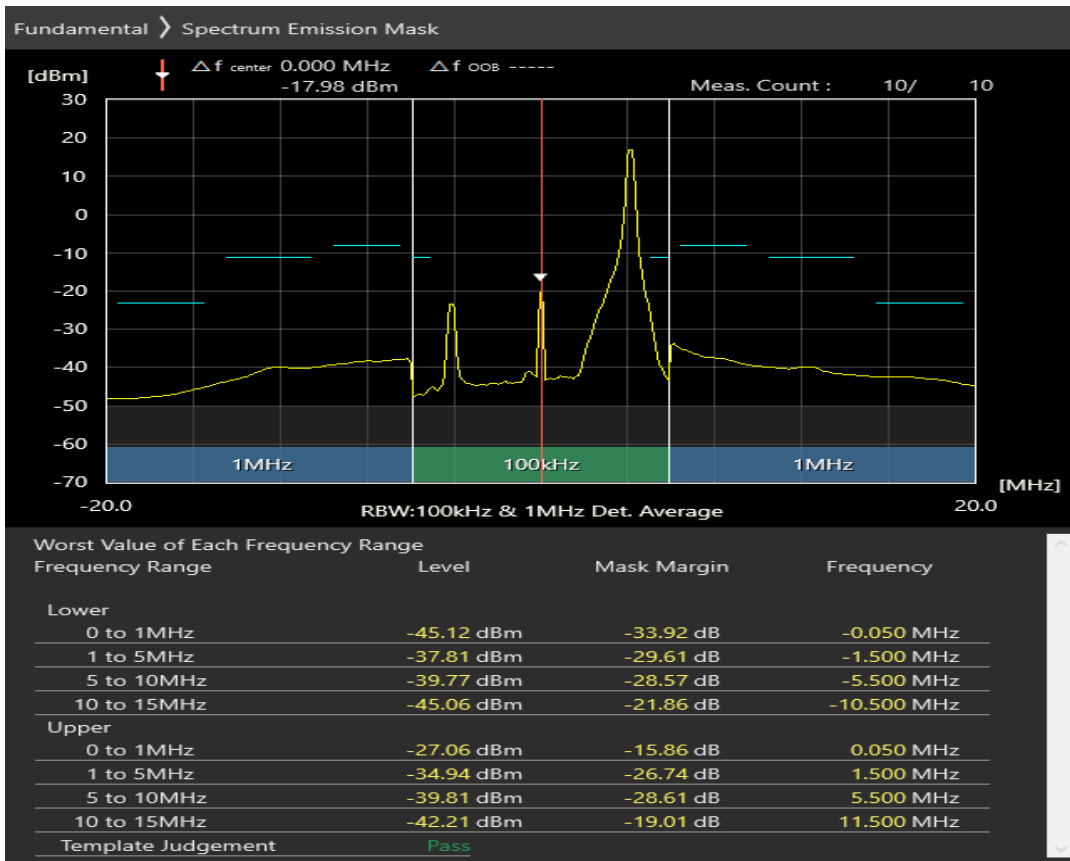 Fundamental ❯ Spectrum Emission Mask
[dBm] △f center 0.000 MHz △f OOB -----
-17.98 dBm Meas. Count : 10/ 10
30
20
10
0
-10
-20
-30
-40
-50
-60
1MHz 100kHz 1MHz
-70 [MHz]
-20.0 RBW:100kHz & 1MHz Det. Average 20.0
Worst Value of Each Frequency Range
Frequency Range Level Mask Margin Frequency
Lower
0 to 1MHz -45.12 dBm -33.92 dB -0.050 MHz
1 to 5MHz -37.81 dBm -29.61 dB -1.500 MHz
5 to 10MHz -39.77 dBm -28.57 dB -5.500 MHz
10 to 15MHz -45.06 dBm -21.86 dB -10.500 MHz
Upper
0 to 1MHz -27.06 dBm -15.86 dB 0.050 MHz
1 to 5MHz -34.94 dBm -26.74 dB 1.500 MHz
5 to 10MHz -39.81 dBm -28.61 dB 5.500 MHz
10 to 15MHz -42.21 dBm -19.01 dB 11.500 MHz
Template Judgement Pass